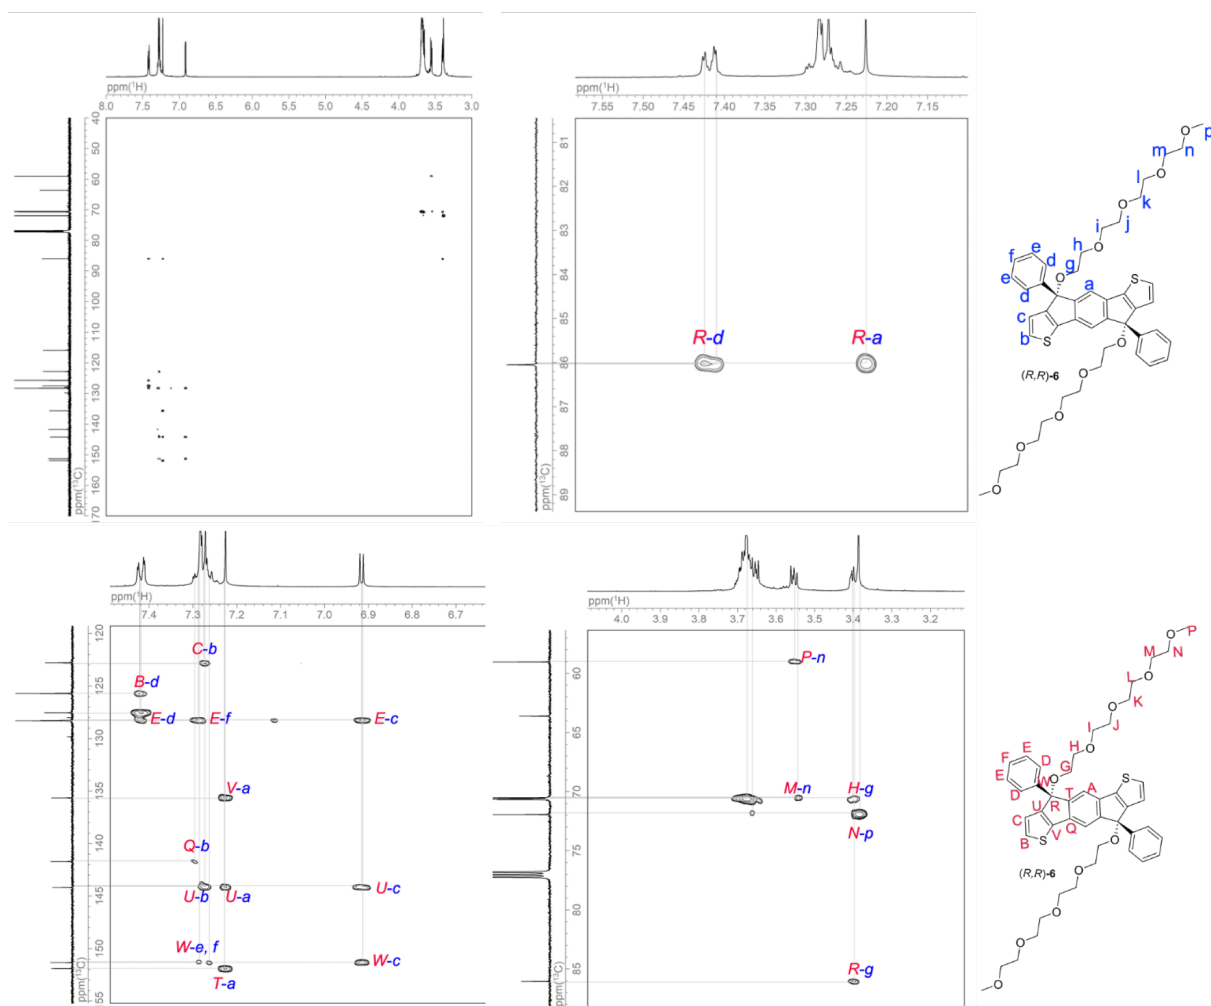 ppm(¹H)
8.0 7.5 7.0 6.5 6.0 5.5 5.0 4.5 4.0 3.5 3.0
40
50
60
70
80
90
100
110
120
130
140
150
160
170
ppm(¹³C)
ppm(¹H)
7.55 7.50 7.45 7.40 7.35 7.30 7.25 7.20 7.15
81
82
83
84
85
86
87
88
89
ppm(¹³C)
R-d
R-a
O p
m n
O
l
O k
i j
O
h
e
f d g O
e a S
d
c
b S
O
(R,R)-6
O
O
O
O
ppm(¹H)
7.4 7.3 7.2 7.1 7.0 6.9 6.8 6.7
120
125
130
135
140
145
150
155
ppm(¹³C)
C-b
B-d
E-d E-f E-c
V-a
Q-b
U-b U-a U-c
W-e, f
W-c
T-a
ppm(¹H)
4.0 3.9 3.8 3.7 3.6 3.5 3.4 3.3 3.2
60
65
70
75
80
85
ppm(¹³C)
P-n
M-n H-g
N-p
R-g
O P
M N
O
L
O K
I J
O
H
E
F D G
E W O
D T A S
U R
C Q
B V
S
O
(R,R)-6
O
O
O
O